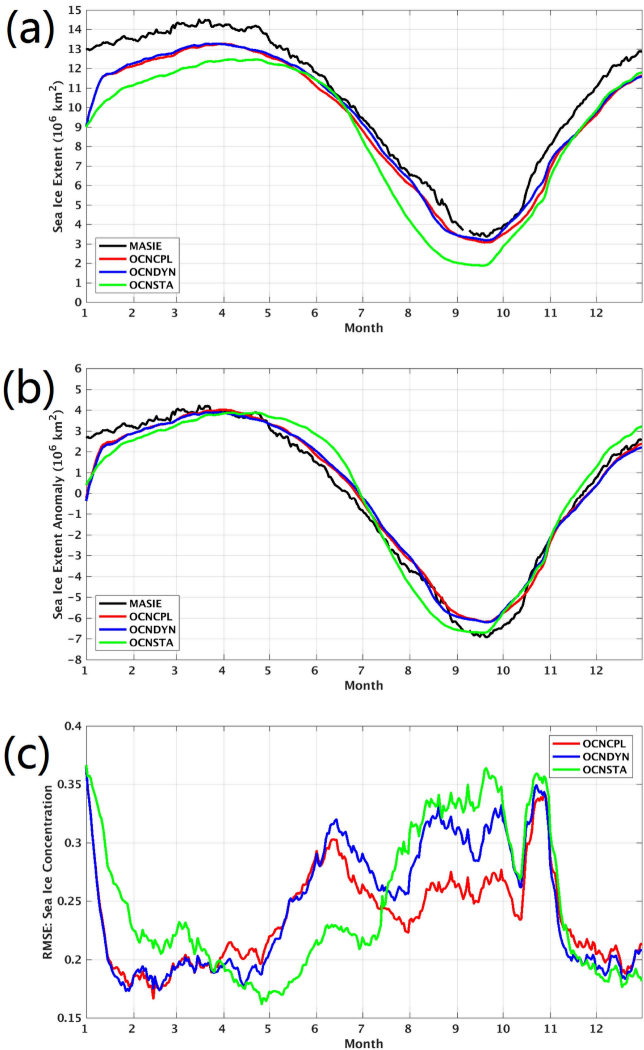 (a)
15
14
13
12
11
10
9
8
7
6
5
4
3
2
1
0
Sea Ice Extent (10⁶ km²)
MASIE
OCNCPL
OCNDYN
OCNSTA
1 2 3 4 5 6 7 8 9 10 11 12
Month
(b)
6
5
4
3
2
1
0
-1
-2
-3
-4
-5
-6
-7
-8
Sea Ice Extent Anomaly (10⁶ km²)
MASIE
OCNCPL
OCNDYN
OCNSTA
1 2 3 4 5 6 7 8 9 10 11 12
Month
(c)
0.4
0.35
0.3
0.25
0.2
0.15
RMSE: Sea Ice Concentration
OCNCPL
OCNDYN
OCNSTA
1 2 3 4 5 6 7 8 9 10 11 12
Month